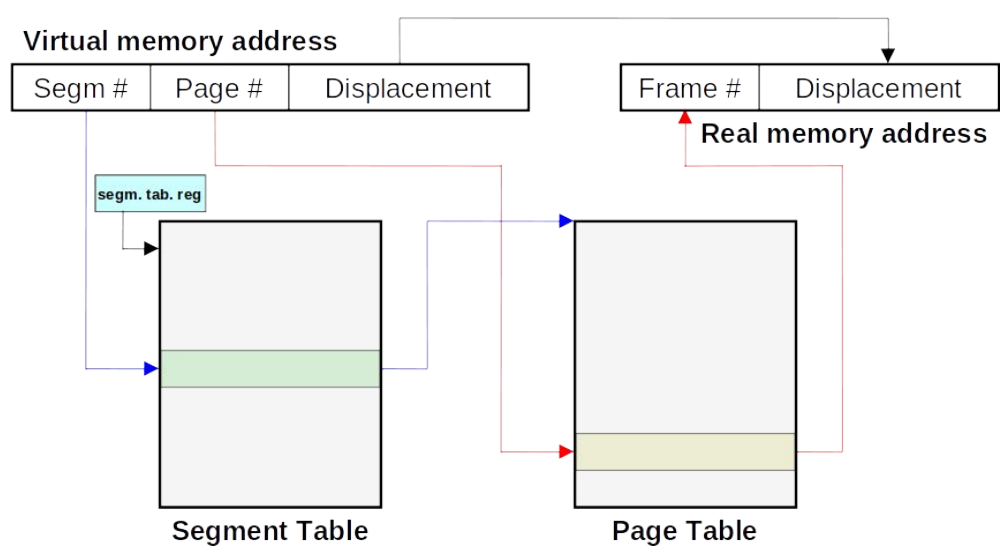 Virtual memory address
Segm # Page # Displacement
Frame # Displacement
Real memory address
segm. tab. reg
Segment Table
Page Table